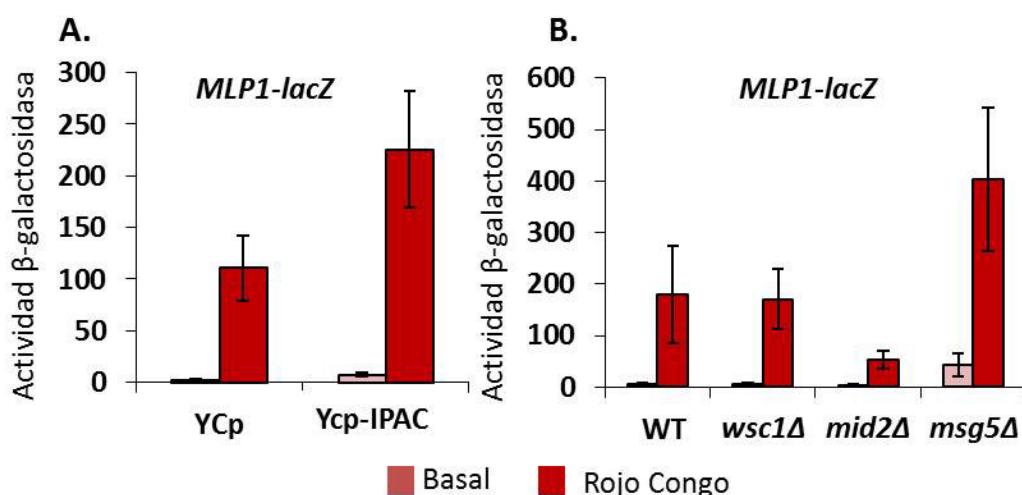 A.
Actividad β-galactosidasa
300
250
200
150
100
50
0
MLP1-lacZ
YCp
Ycp-IPAC
B.
Actividad β-galactosidasa
600
500
400
300
200
100
0
MLP1-lacZ
WT
wsc1Δ
mid2Δ
msg5Δ
Basal
Rojo Congo